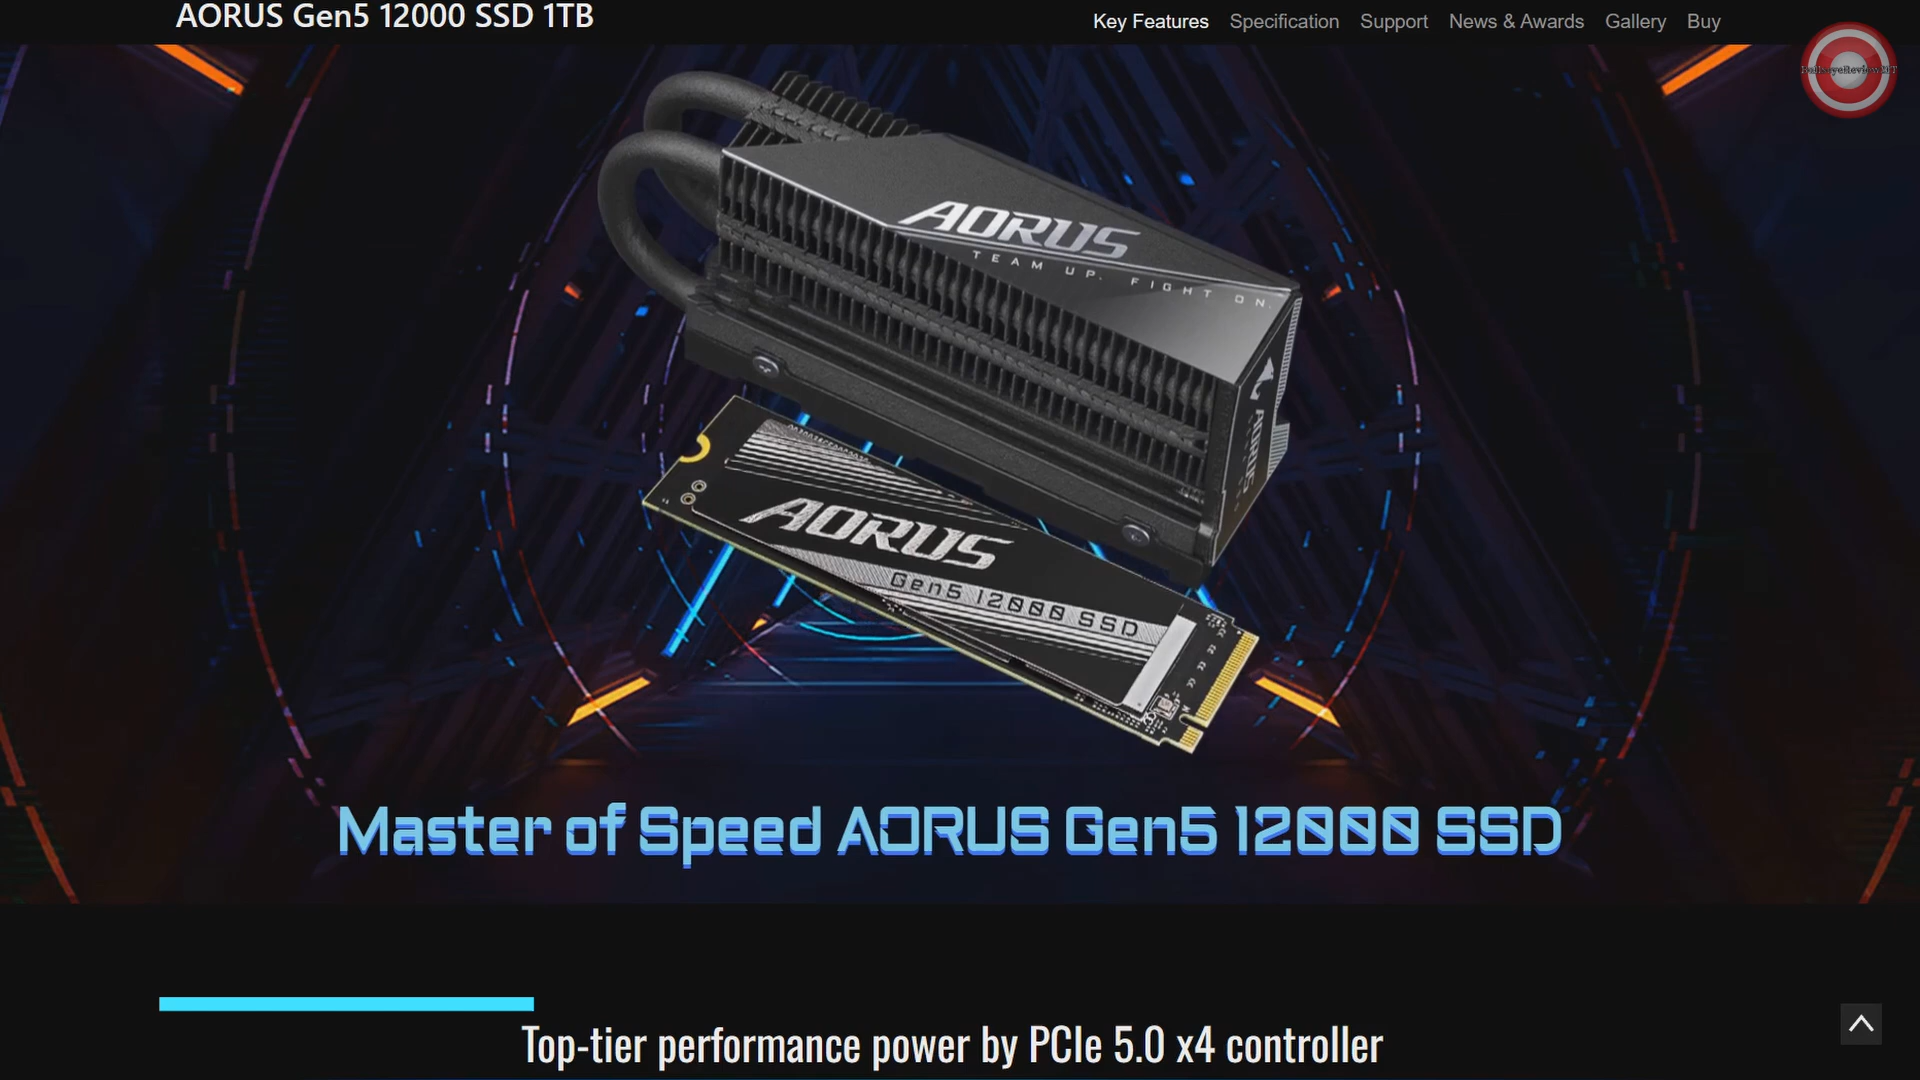 AORUS Gen5 12000 SSD 1TB
Key Features Specification Support News & Awards Gallery Buy
AORUS
TEAM UP. FIGHT ON.
AORUS
AORUS
Gen5 12000 SSD
Master of Speed AORUS Gen5 12000 SSD
Top-tier performance power by PCIe 5.0 x4 controller